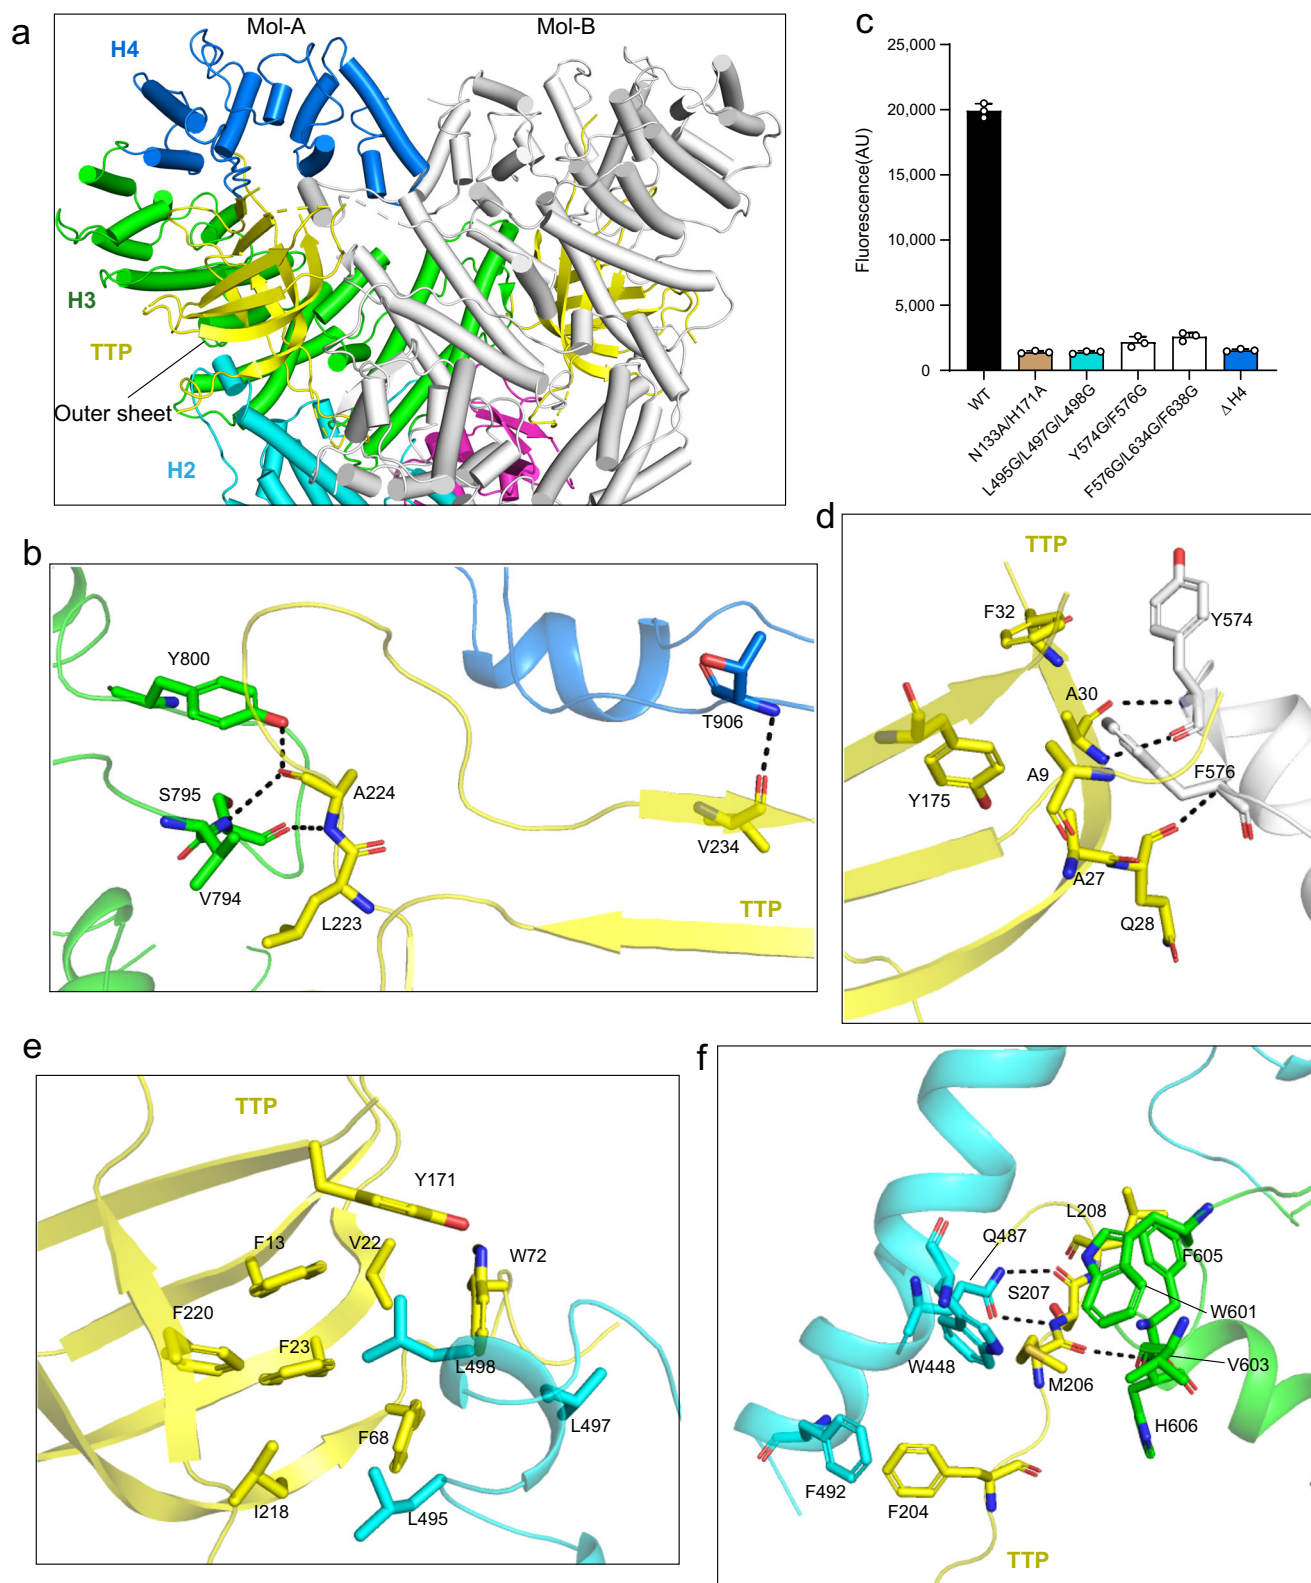 a
Mol-A
Mol-B
H4
H3
TTP
Outer sheet
H2
c
25,000
20,000
15,000
10,000
5,000
0
Fluorescence(AU)
WT
N133A/H171A
L495G/L497G/L498G
Y574G/F576G
F576G/L634G/F638G
ΔH4
b
Y800
S795
A224
V794
L223
T906
V234
TTP
d
TTP
F32
Y574
A30
A9
F576
Y175
A27
Q28
e
TTP
Y171
F13
V22
W72
F220
F23
L498
L497
F68
I218
L495
f
L208
Q487
F605
S207
W601
W448
V603
M206
H606
F492
F204
TTP